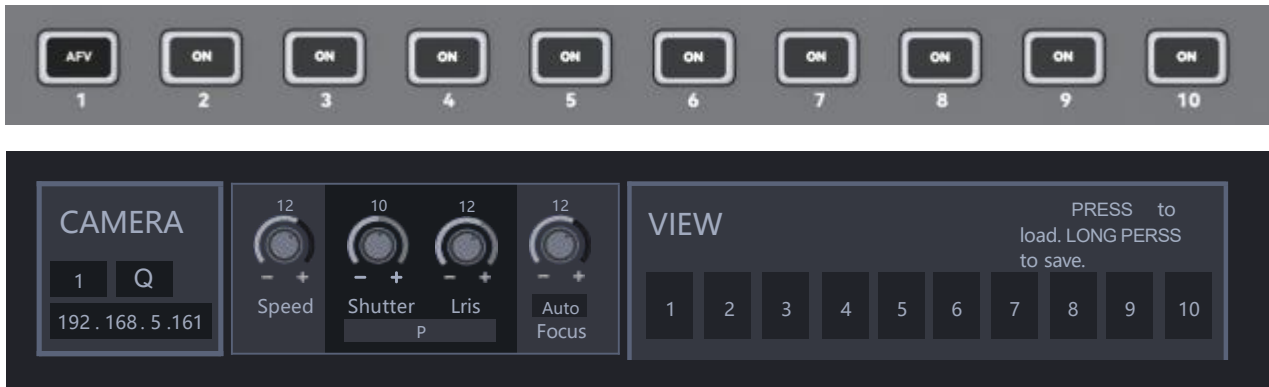 AFV ON ON ON ON ON ON ON ON ON
1 2 3 4 5 6 7 8 9 10
CAMERA
1 Q
192 . 168 . 5 .161
12 10 12 12
− + − + − + − +
Speed Shutter Lris Auto
P Focus
VIEW
PRESS to
load. LONG PERSS
to save.
1 2 3 4 5 6 7 8 9 10